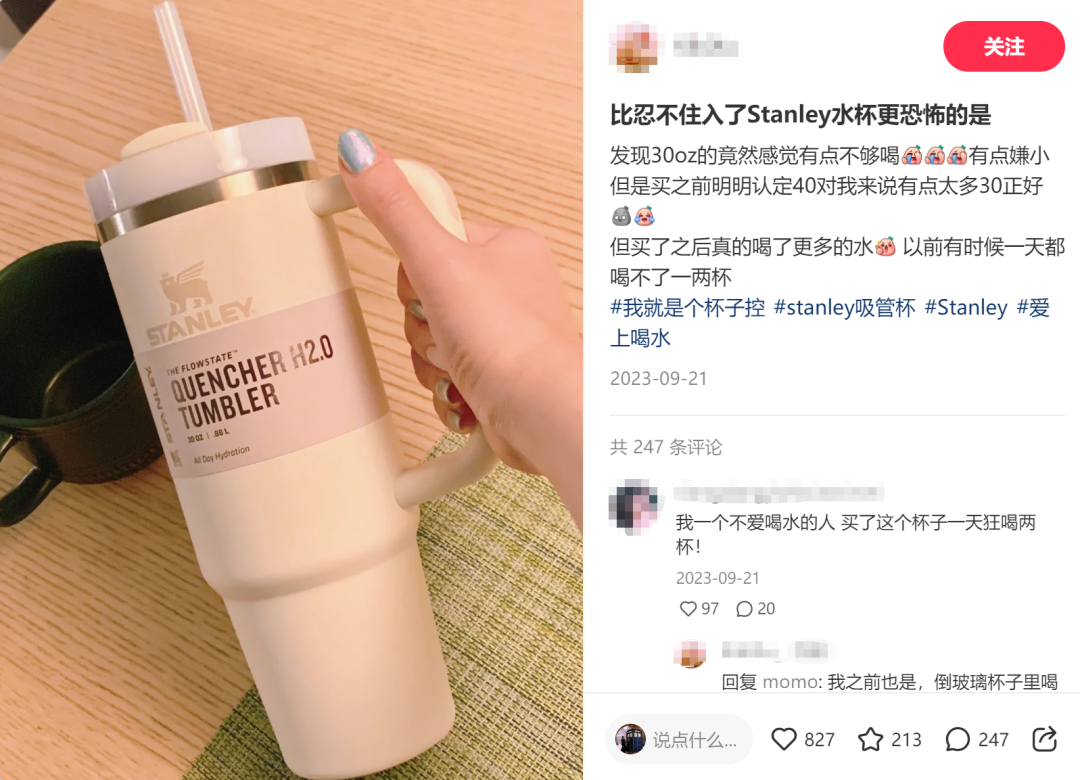 STANLEY
STANLEY
THE FLOWSTATE™
QUENCHER H2.0
TUMBLER
30 OZ | .88 L
All Day Hydration
关注
比忍不住入了Stanley水杯更恐怖的是
发现30oz的竟然感觉有点不够喝有点嫌小
但是买之前明明认定40对我来说有点太多30正好
但买了之后真的喝了更多的水 以前有时候一天都
喝不了一两杯
#我就是个杯子控 #stanley吸管杯 #Stanley #爱
上喝水
2023-09-21
共 247 条评论
我一个不爱喝水的人 买了这个杯子一天狂喝两
杯！
2023-09-21
97 20
回复 momo: 我之前也是，倒玻璃杯子里喝
说点什么...
827 213 247